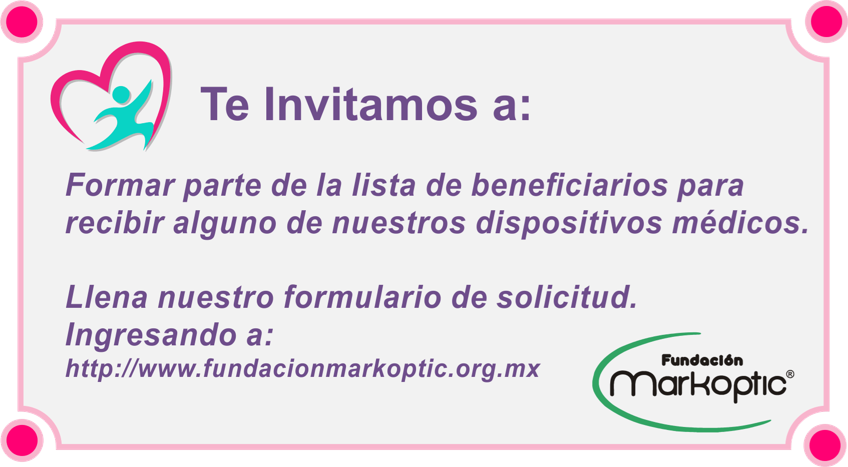 Te Invitamos a:
Formar parte de la lista de beneficiarios para
recibir alguno de nuestros dispositivos médicos.
Llena nuestro formulario de solicitud.
Ingresando a:
http://www.fundacionmarkoptic.org.mx
Fundación
markoptic®